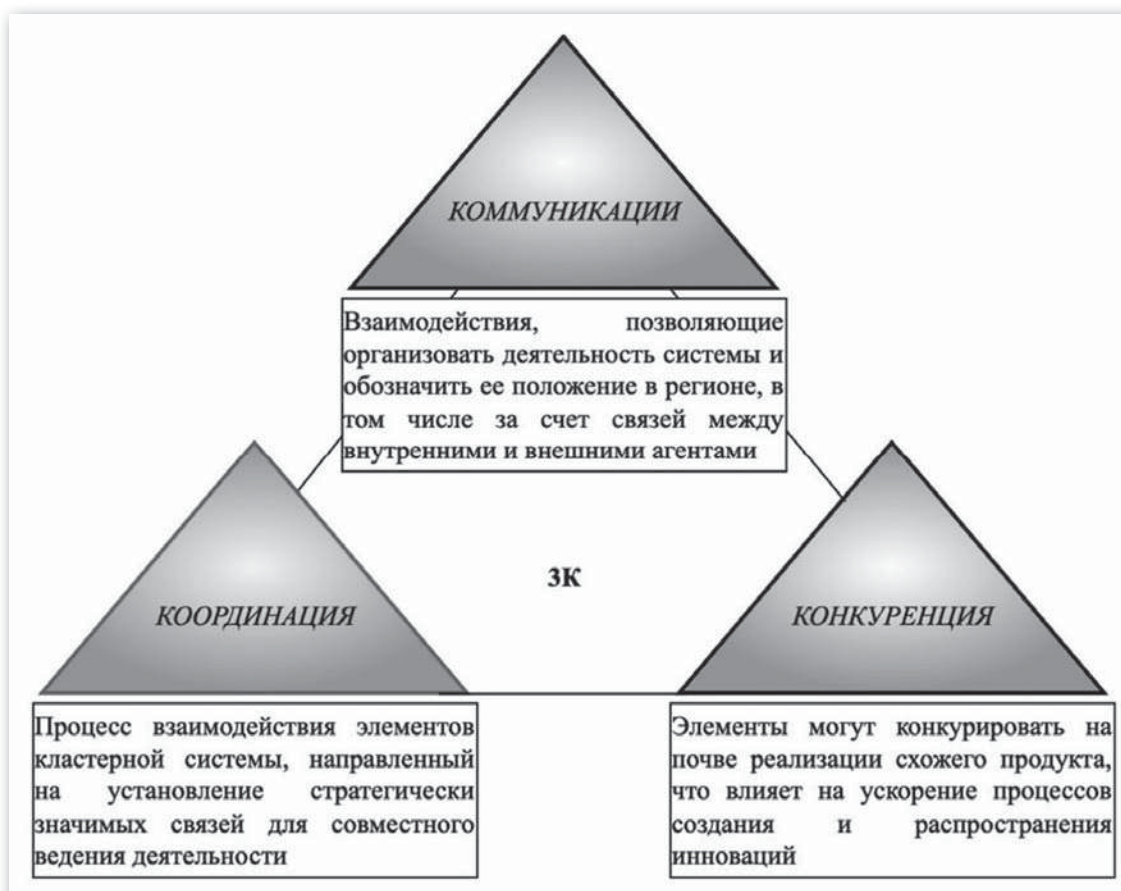 КОММУНИКАЦИИ
Взаимодействия, позволяющие
организовать деятельность системы и
обозначить ее положение в регионе, в
том числе за счет связей между
внутренними и внешними агентами
3К
КООРДИНАЦИЯ
Процесс взаимодействия элементов
кластерной системы, направленный
на установление стратегически
значимых связей для совместного
ведения деятельности
КОНКУРЕНЦИЯ
Элементы могут конкурировать на
почве реализации схожего продукта,
что влияет на ускорение процессов
создания и распространения
инноваций